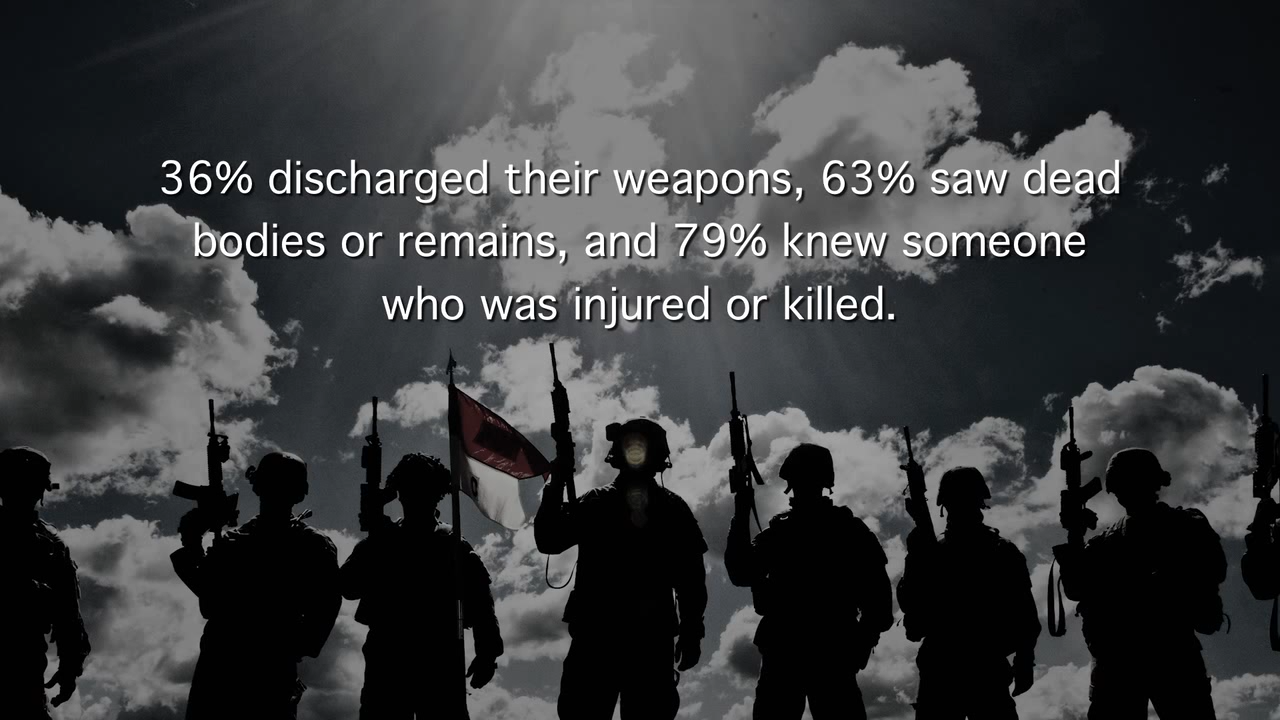 36% discharged their weapons, 63% saw dead
bodies or remains, and 79% knew someone
who was injured or killed.